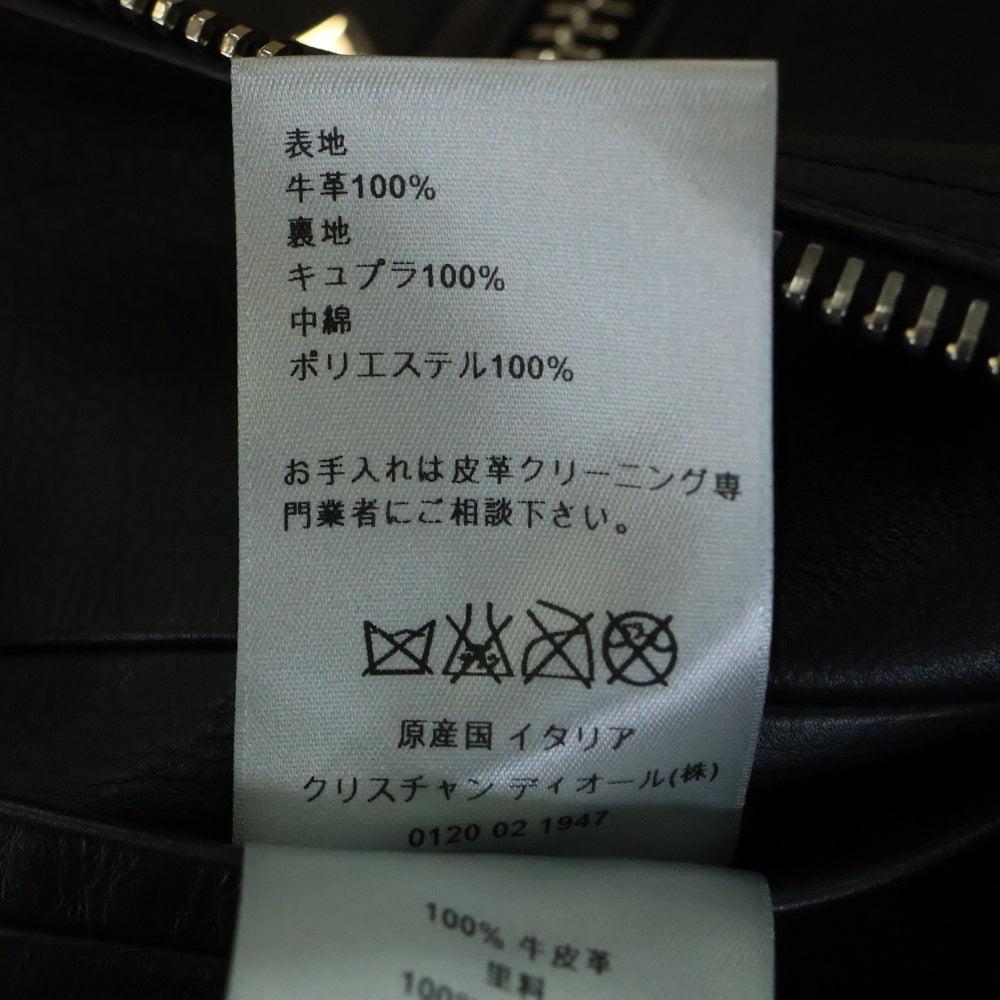 表地
牛革100%
裏地
キュプラ100%
中綿
ポリエステル100%
お手入れは皮革クリーニング専
門業者にご相談下さい。
原産国 イタリア
クリスチャン ディオール(株)
0120 02 1947
100% 牛皮革
里料
100%